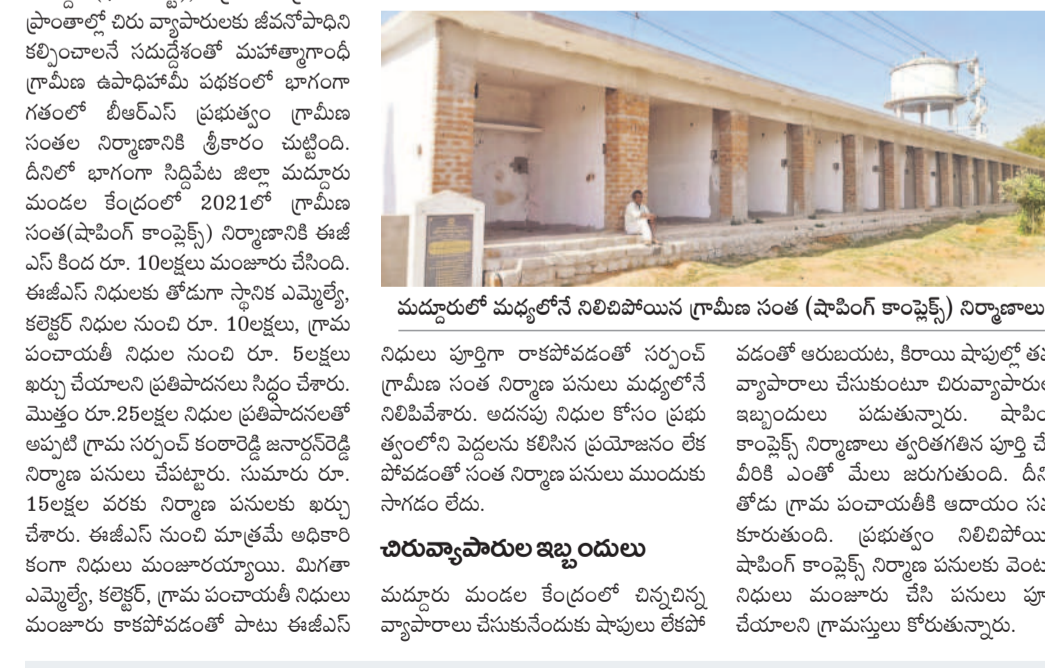 ప్రాంతాల్లో చిరు వ్యాపారులకు జీవనోపాధిని
కల్పించాలనే సదుద్దేశంతో మహాత్మాగాంధీ
గ్రామీణ ఉపాధిహామీ పథకంలో భాగంగా
గతంలో బీఆర్ఎస్ ప్రభుత్వం గ్రామీణ
సంతల నిర్మాణానికి శ్రీకారం చుట్టింది.
దీనిలో భాగంగా సిద్దిపేట జిల్లా మద్దూరు
మండల కేంద్రంలో 2021లో గ్రామీణ
సంత(షాపింగ్ కాంప్లెక్స్) నిర్మాణానికి ఈజీ
ఎస్ కింద రూ. 10లక్షలు మంజూరు చేసింది.
ఈజీఎస్ నిధులకు తోడుగా స్థానిక ఎమ్మెల్యే,
కలెక్టర్ నిధుల నుంచి రూ. 10లక్షలు, గ్రామ
పంచాయతీ నిధుల నుంచి రూ. 5లక్షలు
ఖర్చు చేయాలని ప్రతిపాదనలు సిద్ధం చేశారు.
మొత్తం రూ.25లక్షల నిధుల ప్రతిపాదనలతో
అప్పటి గ్రామ సర్పంచ్ కంఠారెడ్డి జనార్దన్‌రెడ్డి
నిర్మాణ పనులు చేపట్టారు. సుమారు రూ.
15లక్షల వరకు నిర్మాణ పనులకు ఖర్చు
చేశారు. ఈజీఎస్ నుంచి మాత్రమే అధికారి
కంగా నిధులు మంజూరయ్యాయి. మిగతా
ఎమ్మెల్యే, కలెక్టర్, గ్రామ పంచాయతీ నిధులు
మంజూరు కాకపోవడంతో పాటు ఈజీఎస్
మద్దూరులో మధ్యలోనే నిలిచిపోయిన గ్రామీణ సంత (షాపింగ్ కాంప్లెక్స్) నిర్మాణాలు
నిధులు పూర్తిగా రాకపోవడంతో సర్పంచ్
గ్రామీణ సంత నిర్మాణ పనులు మధ్యలోనే
నిలిపివేశారు. అదనపు నిధుల కోసం ప్రభు
త్వంలోని పెద్దలను కలిసిన ప్రయోజనం లేక
పోవడంతో సంత నిర్మాణ పనులు ముందుకు
సాగడం లేదు.
చిరువ్యాపారుల ఇబ్బందులు
మద్దూరు మండల కేంద్రంలో చిన్నచిన్న
వ్యాపారాలు చేసుకునేందుకు షాపులు లేకపో
వడంతో ఆరుబయట, కిరాయి షాపుల్లో
వ్యాపారాలు చేసుకుంటూ
ఇబ్బందులు పడుతున్నారు.
కాంప్లెక్స్ నిర్మాణాలు త్వరితగతిన పూర్తి
వీరికి ఎంతో మేలు జరుగుతుంది.
తోడు గ్రామ పంచాయతీకి ఆదాయం
కూరుతుంది. ప్రభుత్వం
షాపింగ్ కాంప్లెక్స్ నిర్మాణ పనులకు
నిధులు మంజూరు చేసి పనులు
చేయాలని గ్రామస్తులు కోరుతున్నారు.